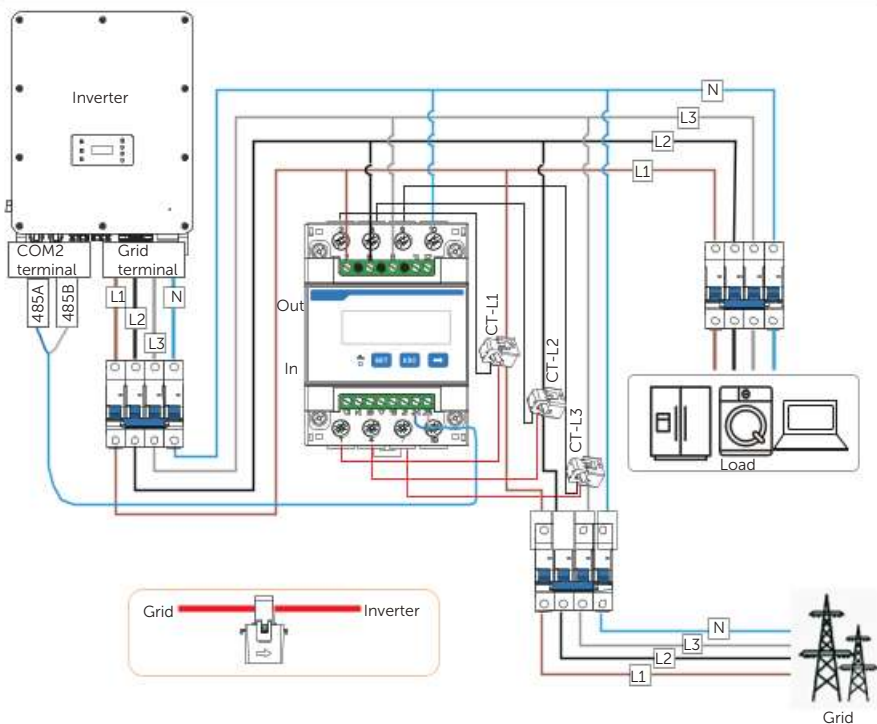 Inverter
COM2
terminal
Grid
terminal
485A
485B
L1
L2
L3
N
N
L3
L2
L1
Out
In
SET
ESC
CT-L1
CT-L2
CT-L3
Load
Grid
Inverter
N
L3
L2
L1
Grid